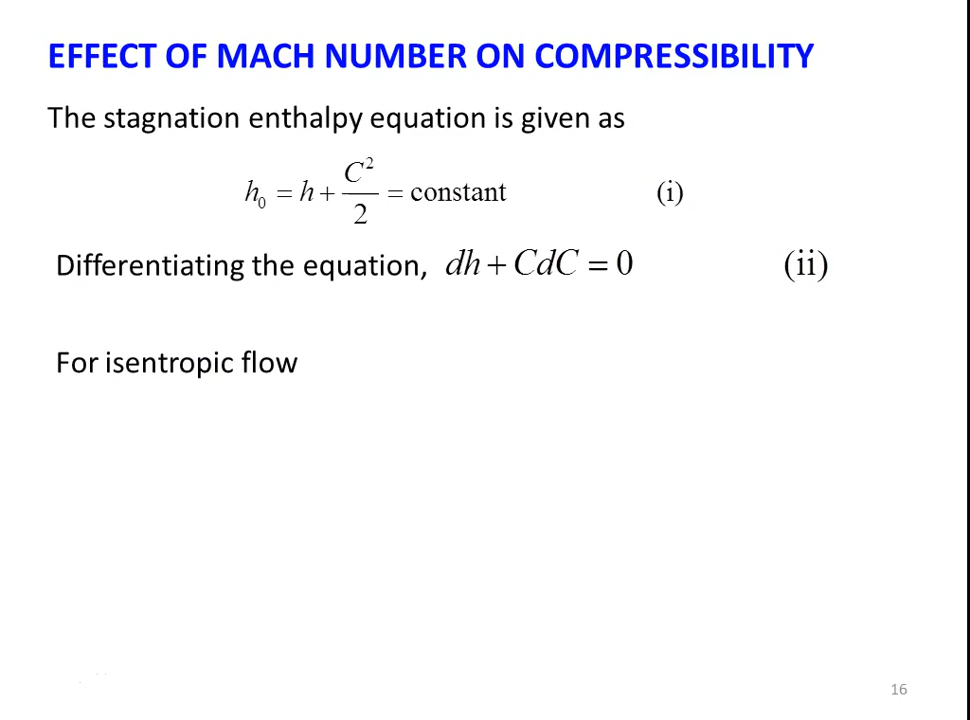 EFFECT OF MACH NUMBER ON COMPRESSIBILITY
The stagnation enthalpy equation is given as
h₀ = h + C²/2 = constant (i)
Differentiating the equation, dh + CdC = 0 (ii)
For isentropic flow
16